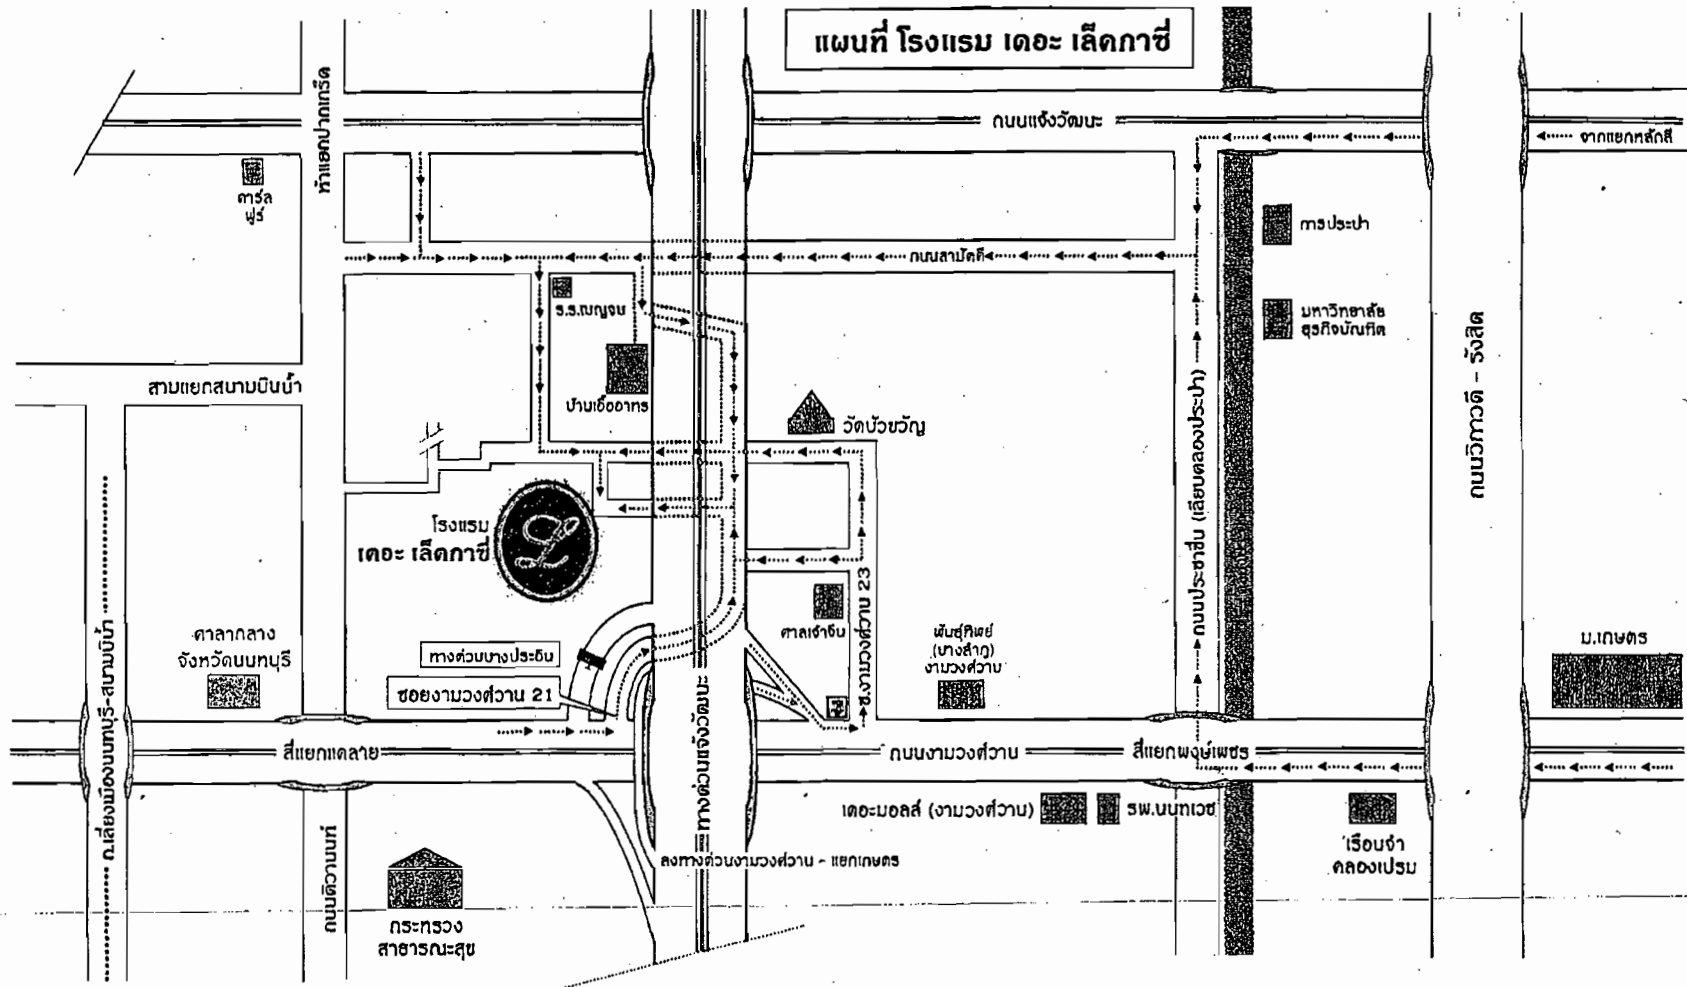 แผนที่ โรงแรม เดอะ เล็คกาซี่
ห้าแยกปากเกร็ด
ถนนแจ้งวัฒนะ
จากแยกหลักสี่
คาร์ล
ฟูร์
การประปา
ถนนสามัคคี
ร.ร.เบญจม
มหาวิทยาลัย
ธุรกิจบัณฑิต
สามแยกสนามบินน้ำ
บ้านเอื้ออาทร
วัดบัวขวัญ
ถนนประชาชื่น (เลียบคลองประปา)
ถนนวิภาวดี - รังสิต
โรงแรม
เดอะ เล็คกาซี่
L
ศาลเจ้าจีน
ซ.งามวงศ์วาน 23
ศาลากลาง
จังหวัดนนทบุรี
ทางด่วนบางปะอิน
ซอยงามวงศ์วาน 21
พันธุ์ทิพย์
(บางลำภู)
งามวงศ์วาน
ม.เกษตร
ถ.เลี่ยงเมืองนนทบุรี-สนามบินน้ำ
สี่แยกแคลาย
ทางด่วนแจ้งวัฒนะ
ถนนงามวงศ์วาน
สี่แยกพงษ์เพชร
เดอะมอลล์ (งามวงศ์วาน)
รพ.นนทเวช
เรือนจำ
คลองเปรม
ถนนติวานนท์
ลงทางด่วนงามวงศ์วาน - แยกเกษตร
กระทรวง
สาธารณะสุข